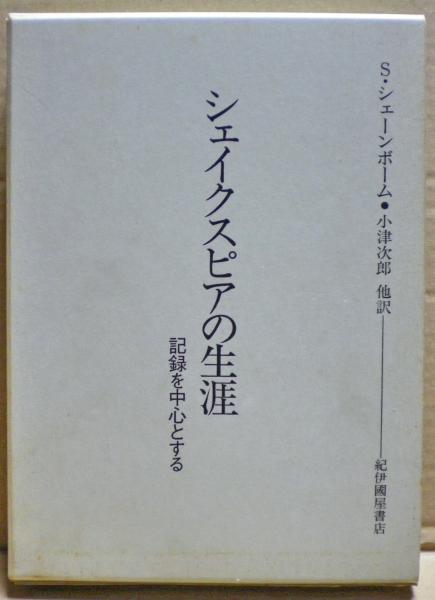 S・シェーンボーム●小津次郎 他訳――紀伊國屋書店
シェイクスピアの生涯
記録を中心とする